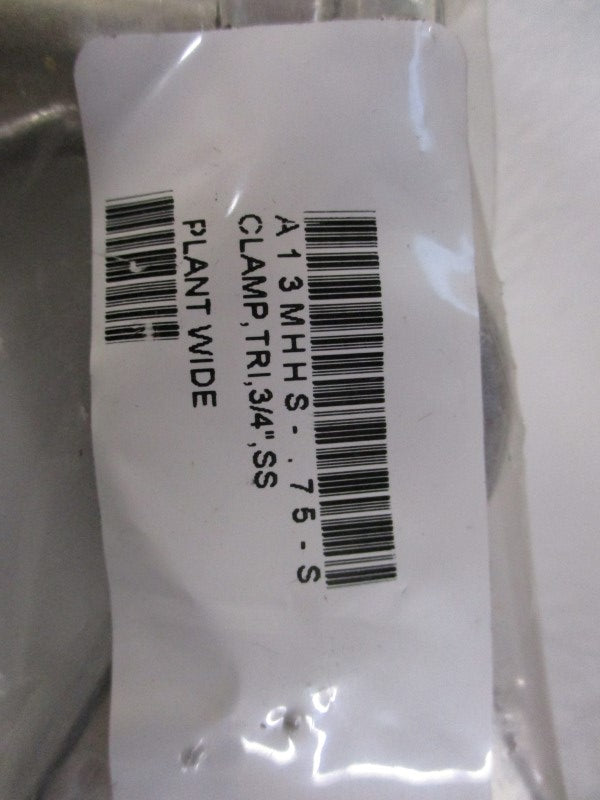 A13MHHS-.75-S
CLAMP,TRI,3/4",SS
PLANT WIDE